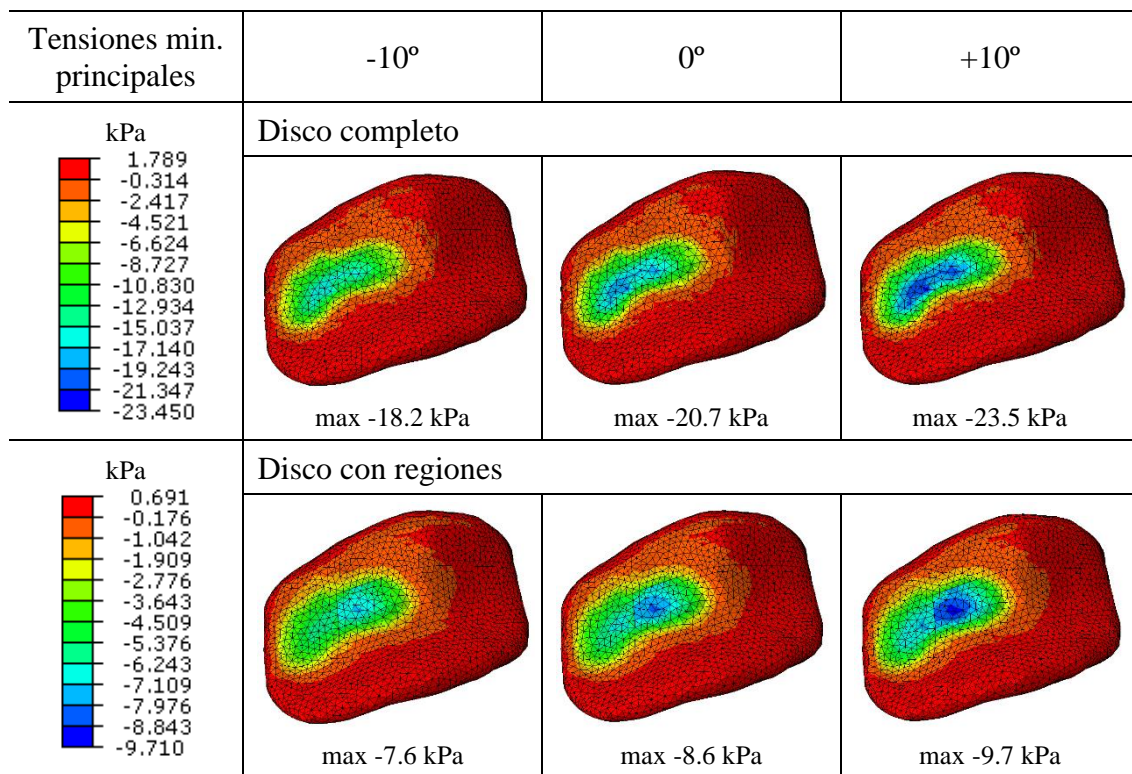 Tensiones min.
principales
-10º
0º
+10º
kPa
1.789
-0.314
-2.417
-4.521
-6.624
-8.727
-10.830
-12.934
-15.037
-17.140
-19.243
-21.347
-23.450
Disco completo
max -18.2 kPa
max -20.7 kPa
max -23.5 kPa
kPa
0.691
-0.176
-1.042
-1.909
-2.776
-3.643
-4.509
-5.376
-6.243
-7.109
-7.976
-8.843
-9.710
Disco con regiones
max -7.6 kPa
max -8.6 kPa
max -9.7 kPa